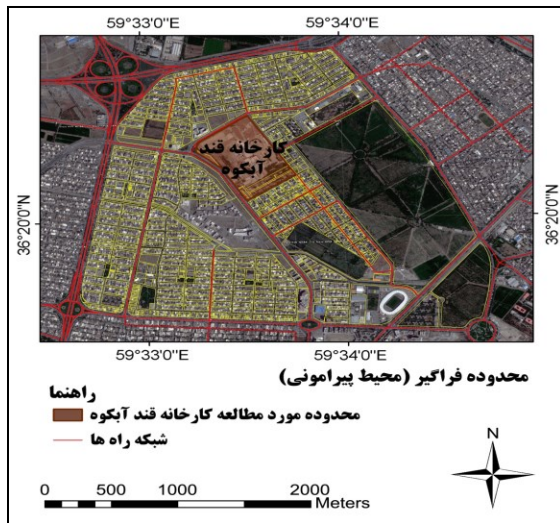 59°33'0"E 59°34'0"E
36°20'0"N 36°20'0"N
کارخانه قند
آبکوه
59°33'0"E 59°34'0"E
محدوده فراگیر (محیط پیرامونی)
راهنما
محدوده مورد مطالعه کارخانه قند آبکوه
شبکه راه ها
N
0 500 1000 2000
Meters